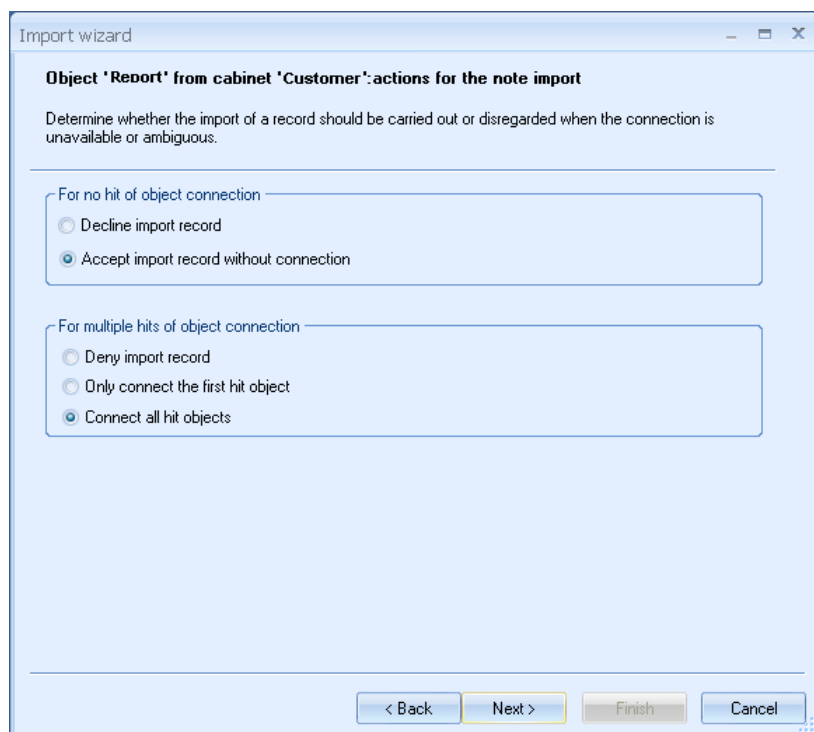 Import wizard
Object 'Report' from cabinet 'Customer':actions for the note import
Determine whether the import of a record should be carried out or disregarded when the connection is
unavailable or ambiguous.
For no hit of object connection
Decline import record
Accept import record without connection
For multiple hits of object connection
Deny import record
Only connect the first hit object
Connect all hit objects
< Back Next > Finish Cancel